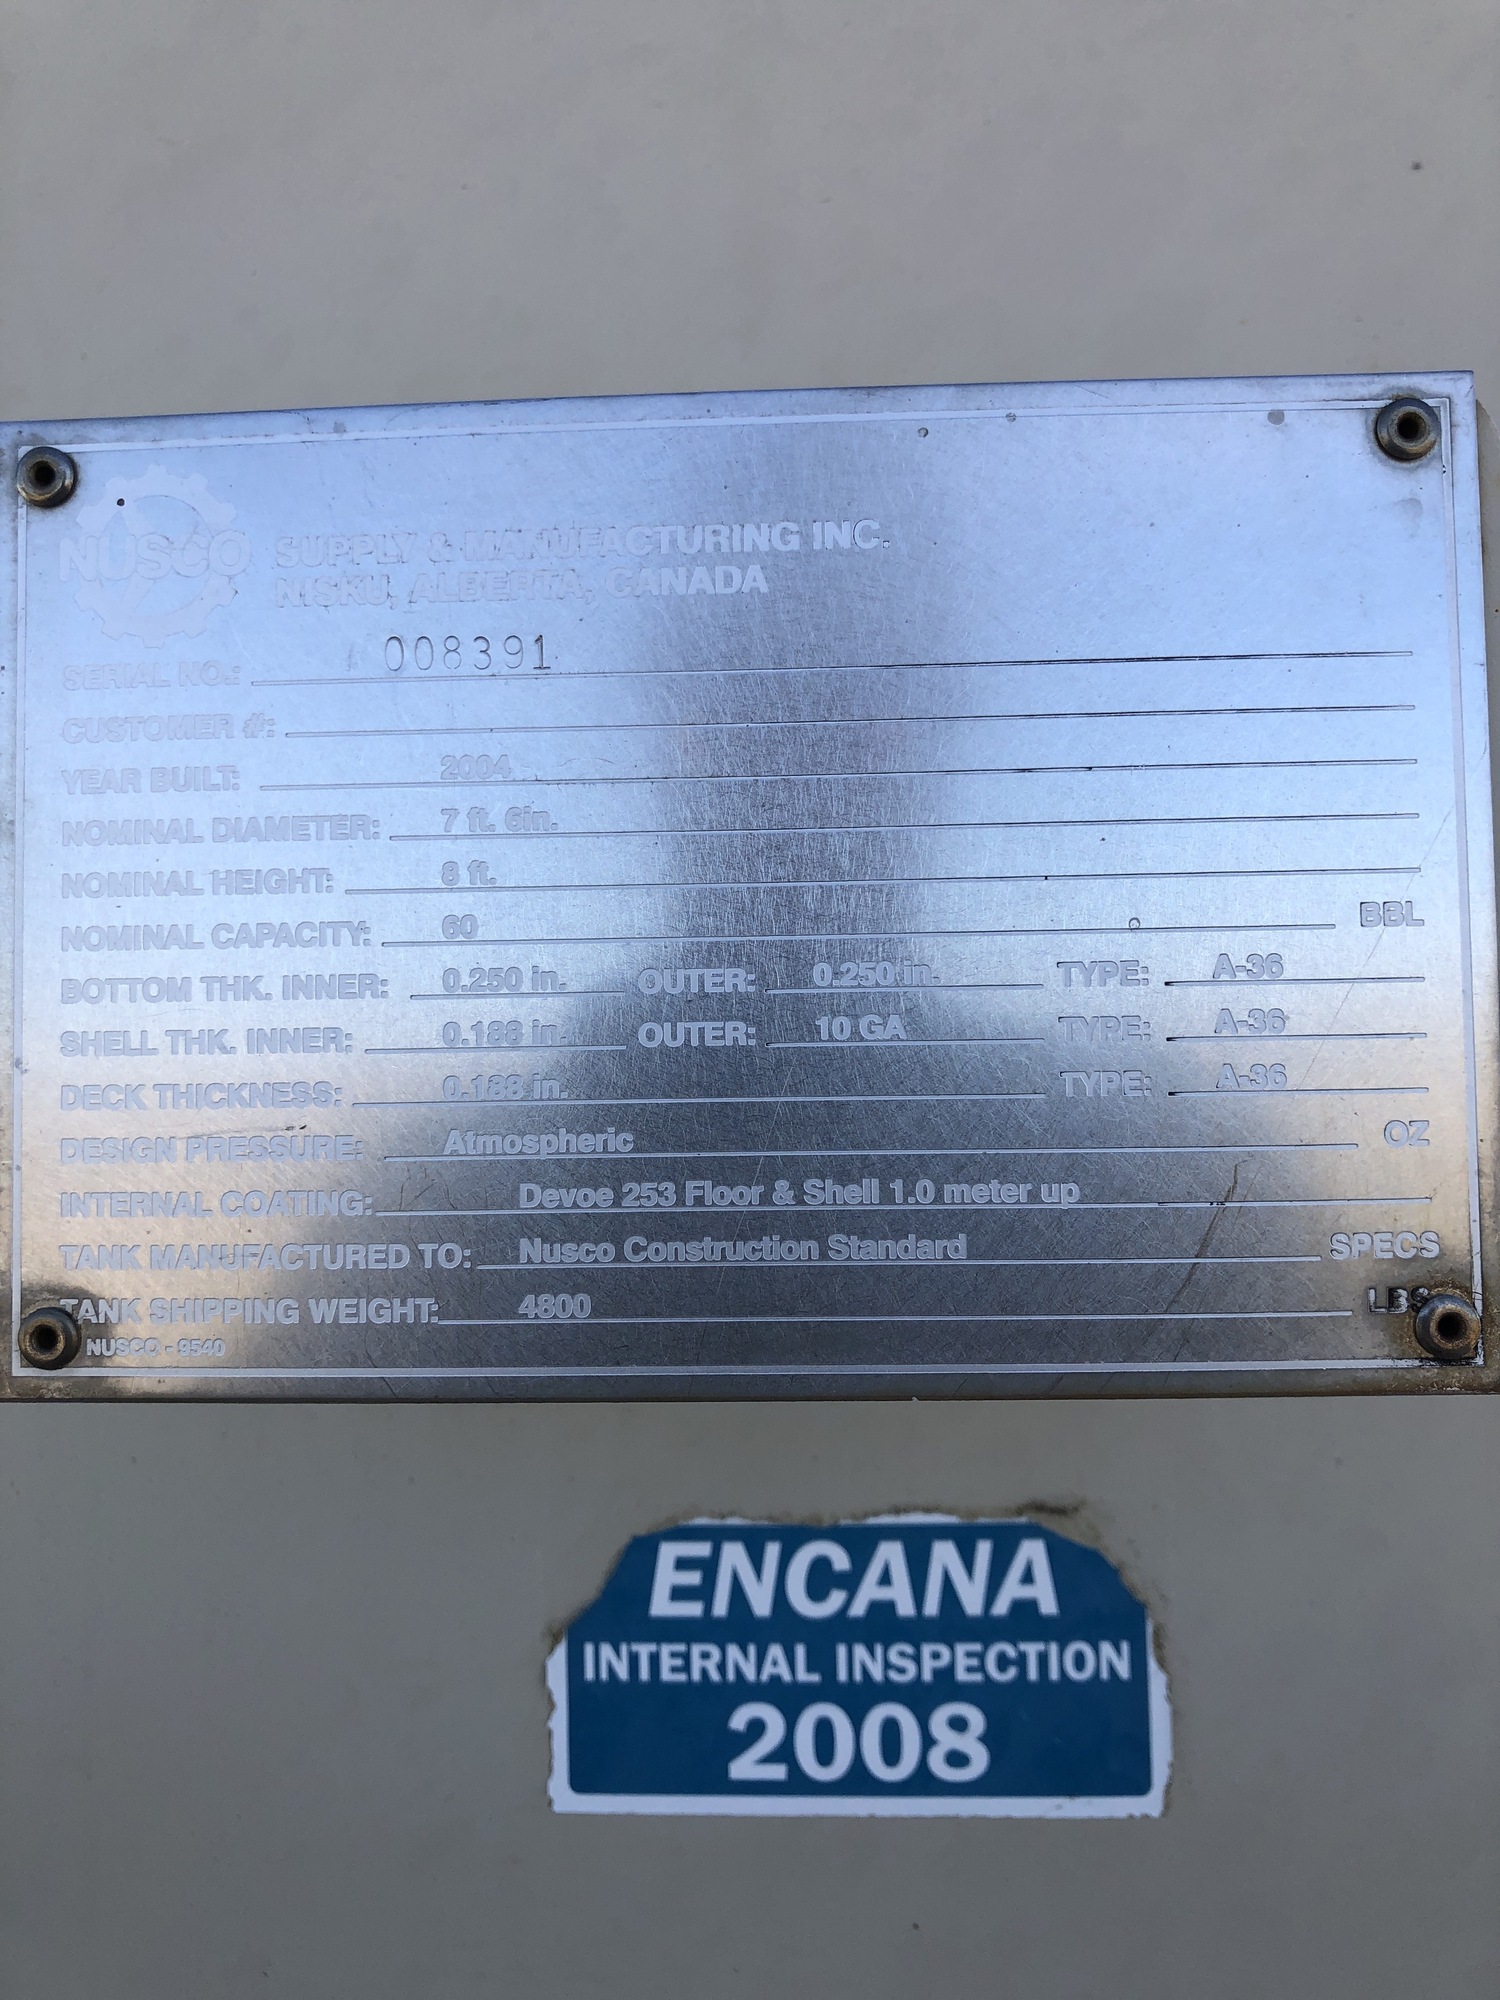 NUSCO SUPPLY & MANUFACTURING INC.
NISKU, ALBERTA, CANADA
SERIAL NO.: 008391
CUSTOMER #:
YEAR BUILT: 2004
NOMINAL DIAMETER: 7 ft. 6in.
NOMINAL HEIGHT: 8 ft.
NOMINAL CAPACITY: 60 BBL
BOTTOM THK. INNER: 0.250 in. OUTER: 0.250 in. TYPE: A-36
SHELL THK. INNER: 0.188 in. OUTER: 10 GA TYPE: A-36
DECK THICKNESS: 0.188 in. TYPE: A-36
DESIGN PRESSURE: Atmospheric OZ
INTERNAL COATING: Devoe 253 Floor & Shell 1.0 meter up
TANK MANUFACTURED TO: Nusco Construction Standard SPECS
TANK SHIPPING WEIGHT: 4800 LBS
NUSCO - 9540
ENCANA
INTERNAL INSPECTION
2008